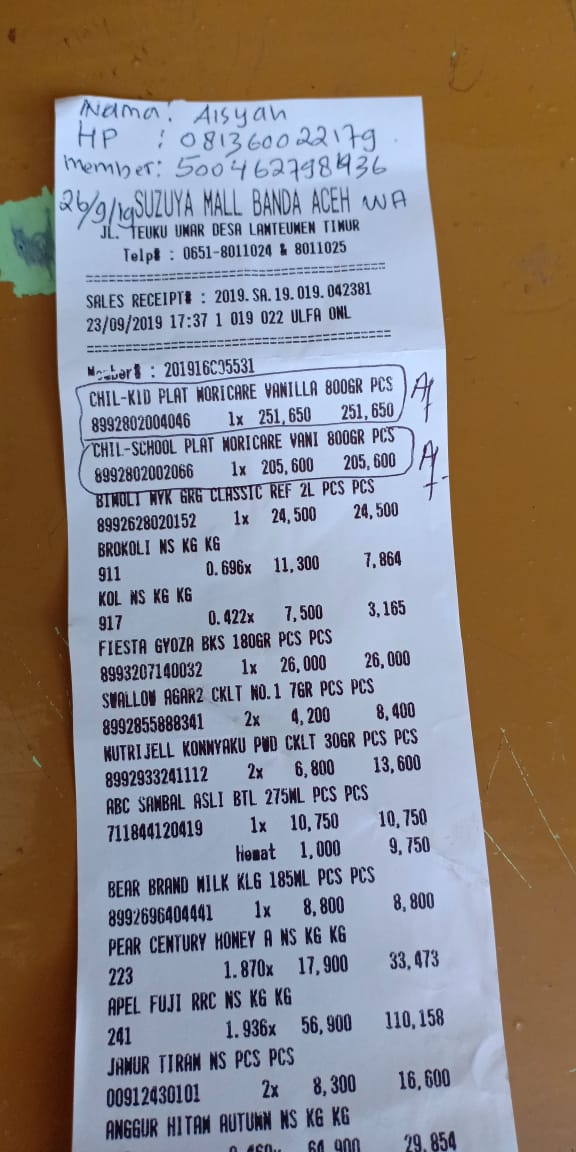 Nama: Aisyah
HP : 081360022179
member: 500462798936
26/9/19 SUZUYA MALL BANDA ACEH WA
JL. TEUKU UMAR DESA LAMTEUMEN TIMUR
Telp# : 0651-8011024 & 8011025
SALES RECEIPT# : 2019.SA.19.019.042381
23/09/2019 17:37 1 019 022 ULFA ONL
Member# : 201916C05531
CHIL-KID PLAT MORICARE VANILLA 800GR PCS
8992802004046 1x 251,650 251,650
CHIL-SCHOOL PLAT MORICARE VANI 800GR PCS
8992802002066 1x 205,600 205,600
BIMOLI MYK GRG CLASSIC REF 2L PCS PCS
8992628020152 1x 24,500 24,500
BROKOLI NS KG KG
911 0.696x 11,300 7,864
KOL NS KG KG
917 0.422x 7,500 3,165
FIESTA GYOZA BKS 180GR PCS PCS
8993207140032 1x 26,000 26,000
SWALLOW AGAR2 CKLT NO.1 7GR PCS PCS
8992855888341 2x 4,200 8,400
NUTRIJELL KONNYAKU PWD CKLT 30GR PCS PCS
8992933241112 2x 6,800 13,600
ABC SAMBAL ASLI BTL 275ML PCS PCS
711844120419 1x 10,750 10,750
Hemat 1,000 9,750
BEAR BRAND MILK KLG 185ML PCS PCS
8992696404441 1x 8,800 8,800
PEAR CENTURY HONEY A NS KG KG
223 1.870x 17,900 33,473
APEL FUJI RRC NS KG KG
241 1.936x 56,900 110,158
JAMUR TIRAM NS PCS PCS
00912430101 2x 8,300 16,600
ANGGUR HITAM AUTUMN NS KG KG
0.460x 64,900 29,854